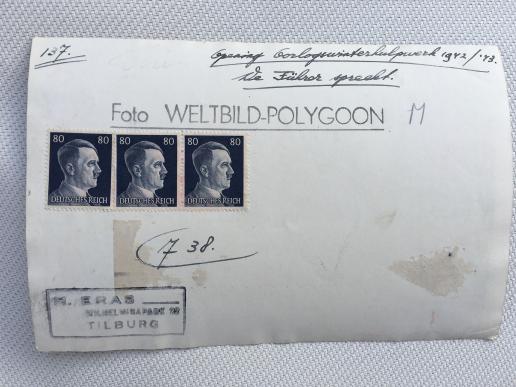 137.
Opening Oorlogswinterhulpwerk 1942/'43.
De Führer spreekt.
Foto WELTBILD-POLYGOON M
80 80 80 80 80 80
DEUTSCHES REICH DEUTSCHES REICH DEUTSCHES REICH
7 38.
H. ERAS
WILHELMINAPARK
TILBURG